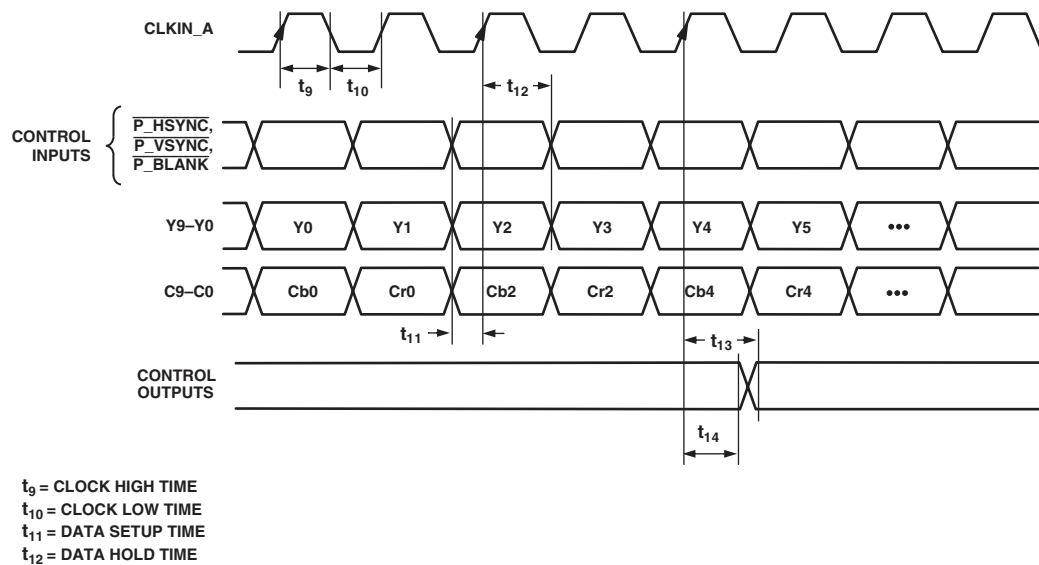 CLKIN_A
t9
t10
t12
CONTROL
INPUTS
P_HSYNC,
P_VSYNC,
P_BLANK
Y9–Y0
Y0
Y1
Y2
Y3
Y4
Y5
•••
C9–C0
Cb0
Cr0
Cb2
Cr2
Cb4
Cr4
•••
t11
t13
CONTROL
OUTPUTS
t14
t9 = CLOCK HIGH TIME
t10 = CLOCK LOW TIME
t11 = DATA SETUP TIME
t12 = DATA HOLD TIME